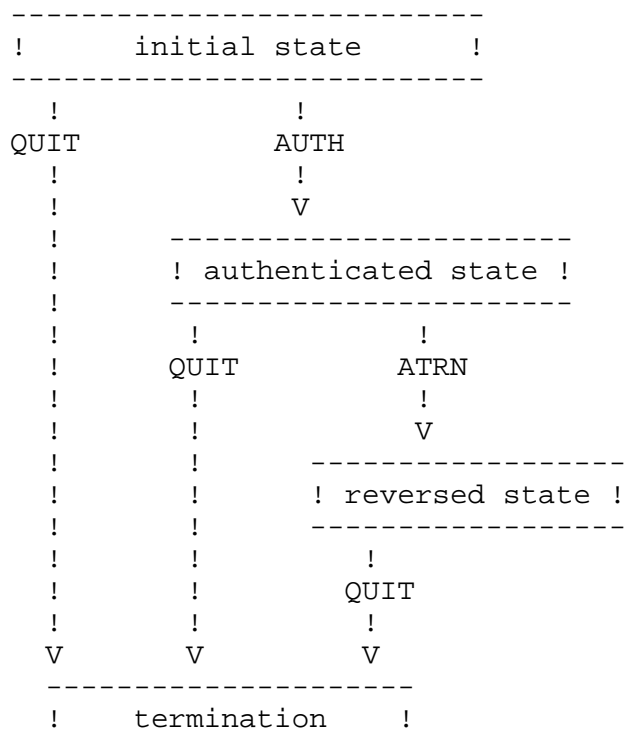 ---------------------------
!      initial state      !
---------------------------
  !             !
QUIT           AUTH
  !             !
  !             V
  !      -----------------------
  !      ! authenticated state !
  !      -----------------------
  !       !            !
  !      QUIT         ATRN
  !       !            !
  !       !            V
  !       !      ------------------
  !       !      ! reversed state !
  !       !      ------------------
  !       !         !
  !       !        QUIT
  !       !         !
  V       V         V
  ---------------------
  !    termination    !